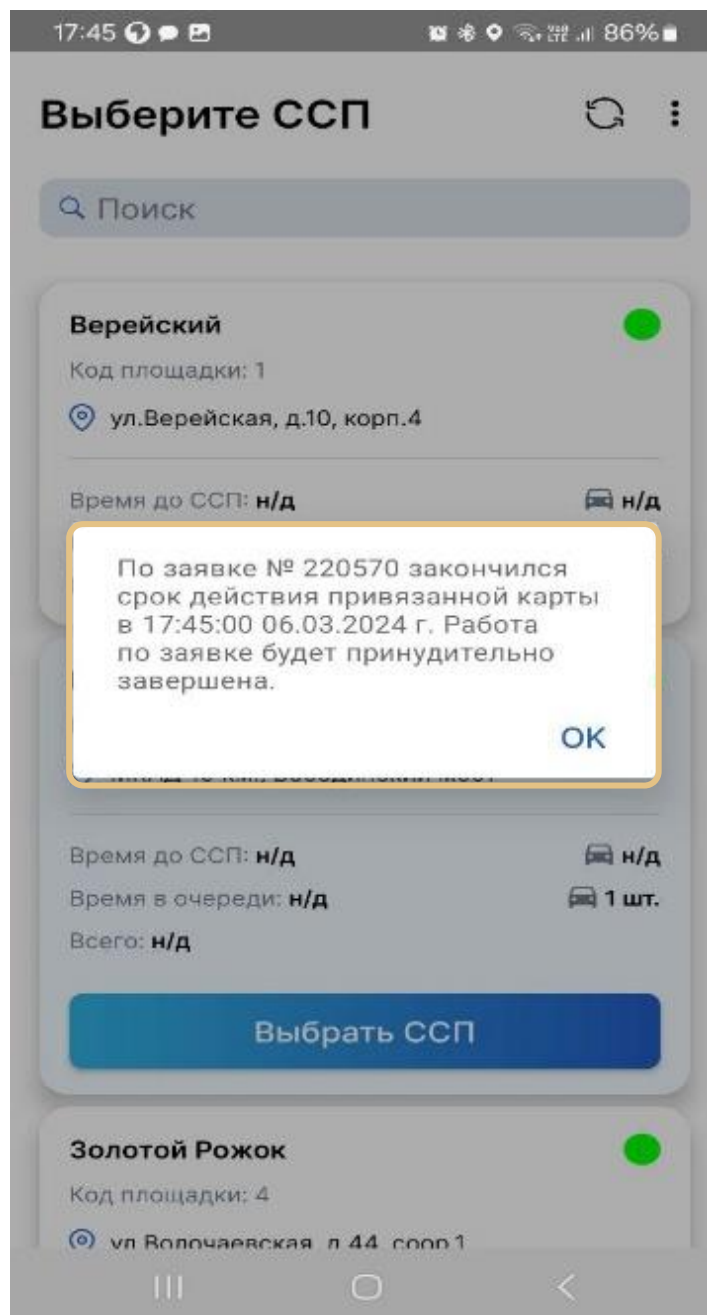 17:45 86%
Выберите ССП
Поиск
Верейский
Код площадки: 1
ул.Верейская, д.10, корп.4
Время до ССП: н/д н/д
По заявке № 220570 закончился
срок действия привязанной карты
в 17:45:00 06.03.2024 г. Работа
по заявке будет принудительно
завершена.
ОК
Время до ССП: н/д н/д
Время в очереди: н/д 1 шт.
Всего: н/д
Выбрать ССП
Золотой Рожок
Код площадки: 4
ул Волочаевская д 44 соор 1